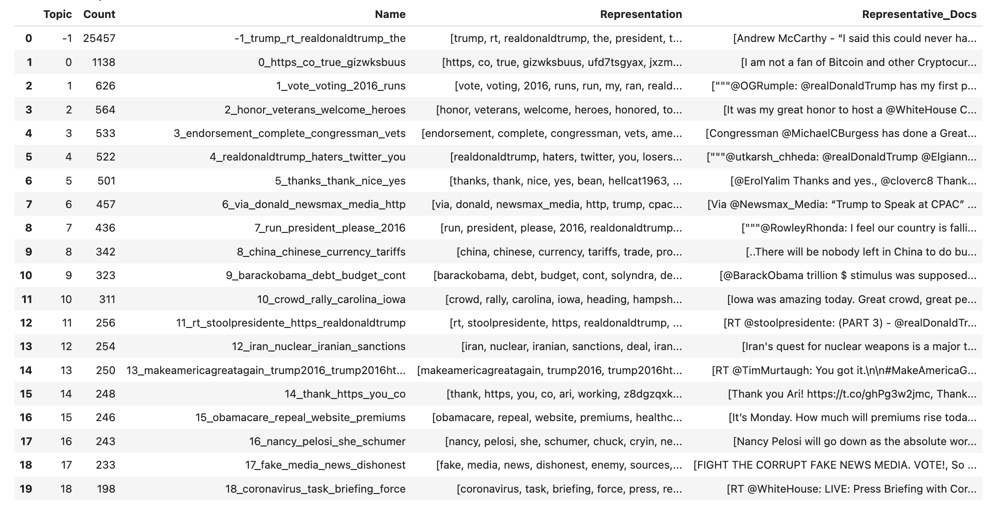 Topic Count Name Representation Representative_Docs
0 -1 25457 -1_trump_rt_realdonaldtrump_the [trump, rt, realdonaldtrump, the, president, t... [Andrew McCarthy - “I said this could never ha...
1 0 1138 0_https_co_true_gizwksbuus [https, co, true, gizwksbuus, ufd7tsgyax, jxzm... [I am not a fan of Bitcoin and other Cryptocur...
2 1 626 1_vote_voting_2016_runs [vote, voting, 2016, runs, run, my, ran, reald... ["""@OGRumple: @realDonaldTrump has my first p...
3 2 564 2_honor_veterans_welcome_heroes [honor, veterans, welcome, heroes, honored, to... [It was my great honor to host a @WhiteHouse C...
4 3 533 3_endorsement_complete_congressman_vets [endorsement, complete, congressman, vets, ame... [Congressman @MichaelCBurgess has done a Great...
5 4 522 4_realdonaldtrump_haters_twitter_you [realdonaldtrump, haters, twitter, you, losers... ["""@utkarsh_chheda: @realDonaldTrump @Elgiann...
6 5 501 5_thanks_thank_nice_yes [thanks, thank, nice, yes, bean, hellcat1963, ... [@ErolYalim Thanks and yes., @cloverc8 Thank...
7 6 457 6_via_donald_newsmax_media_http [via, donald, newsmax_media, http, trump, cpac... [Via @Newsmax_Media: “Trump to Speak at CPAC” ...
8 7 436 7_run_president_please_2016 [run, president, please, 2016, realdonaldtrump... ["""@RowleyRhonda: I feel our country is falli...
9 8 342 8_china_chinese_currency_tariffs [china, chinese, currency, tariffs, trade, pro... [..There will be nobody left in China to do bu...
10 9 323 9_barackobama_debt_budget_cont [barackobama, debt, budget, cont, solyndra, de... [@BarackObama trillion $ stimulus was supposed...
11 10 311 10_crowd_rally_carolina_iowa [crowd, rally, carolina, iowa, heading, hampsh... [Iowa was amazing today. Great crowd, great pe...
12 11 256 11_rt_stoolpresidente_https_realdonaldtrump [rt, stoolpresidente, https, realdonaldtrump, ... [RT @stoolpresidente: (PART 3) - @realDonaldTr...
13 12 254 12_iran_nuclear_iranian_sanctions [iran, nuclear, iranian, sanctions, deal, iran... [Iran's quest for nuclear weapons is a major t...
14 13 250 13_makeamericagreatagain_trump2016_trump2016ht... [makeamericagreatagain, trump2016, trump2016ht... [RT @TimMurtaugh: You got it.\n\n#MakeAmericaG...
15 14 248 14_thank_https_you_co [thank, https, you, co, ari, working, z8dgzqxk... [Thank you Ari! https://t.co/ghPg3w2jmc, Thank...
16 15 246 15_obamacare_repeal_website_premiums [obamacare, repeal, website, premiums, healthc... [It’s Monday. How much will premiums rise toda...
17 16 243 16_nancy_pelosi_she_schumer [nancy, pelosi, she, schumer, chuck, cryin, ne... [Nancy Pelosi will go down as the absolute wor...
18 17 233 17_fake_media_news_dishonest [fake, media, news, dishonest, enemy, sources,... [FIGHT THE CORRUPT FAKE NEWS MEDIA. VOTE!, So ...
19 18 198 18_coronavirus_task_briefing_force [coronavirus, task, briefing, force, press, re... [RT @WhiteHouse: LIVE: Press Briefing with Cor...